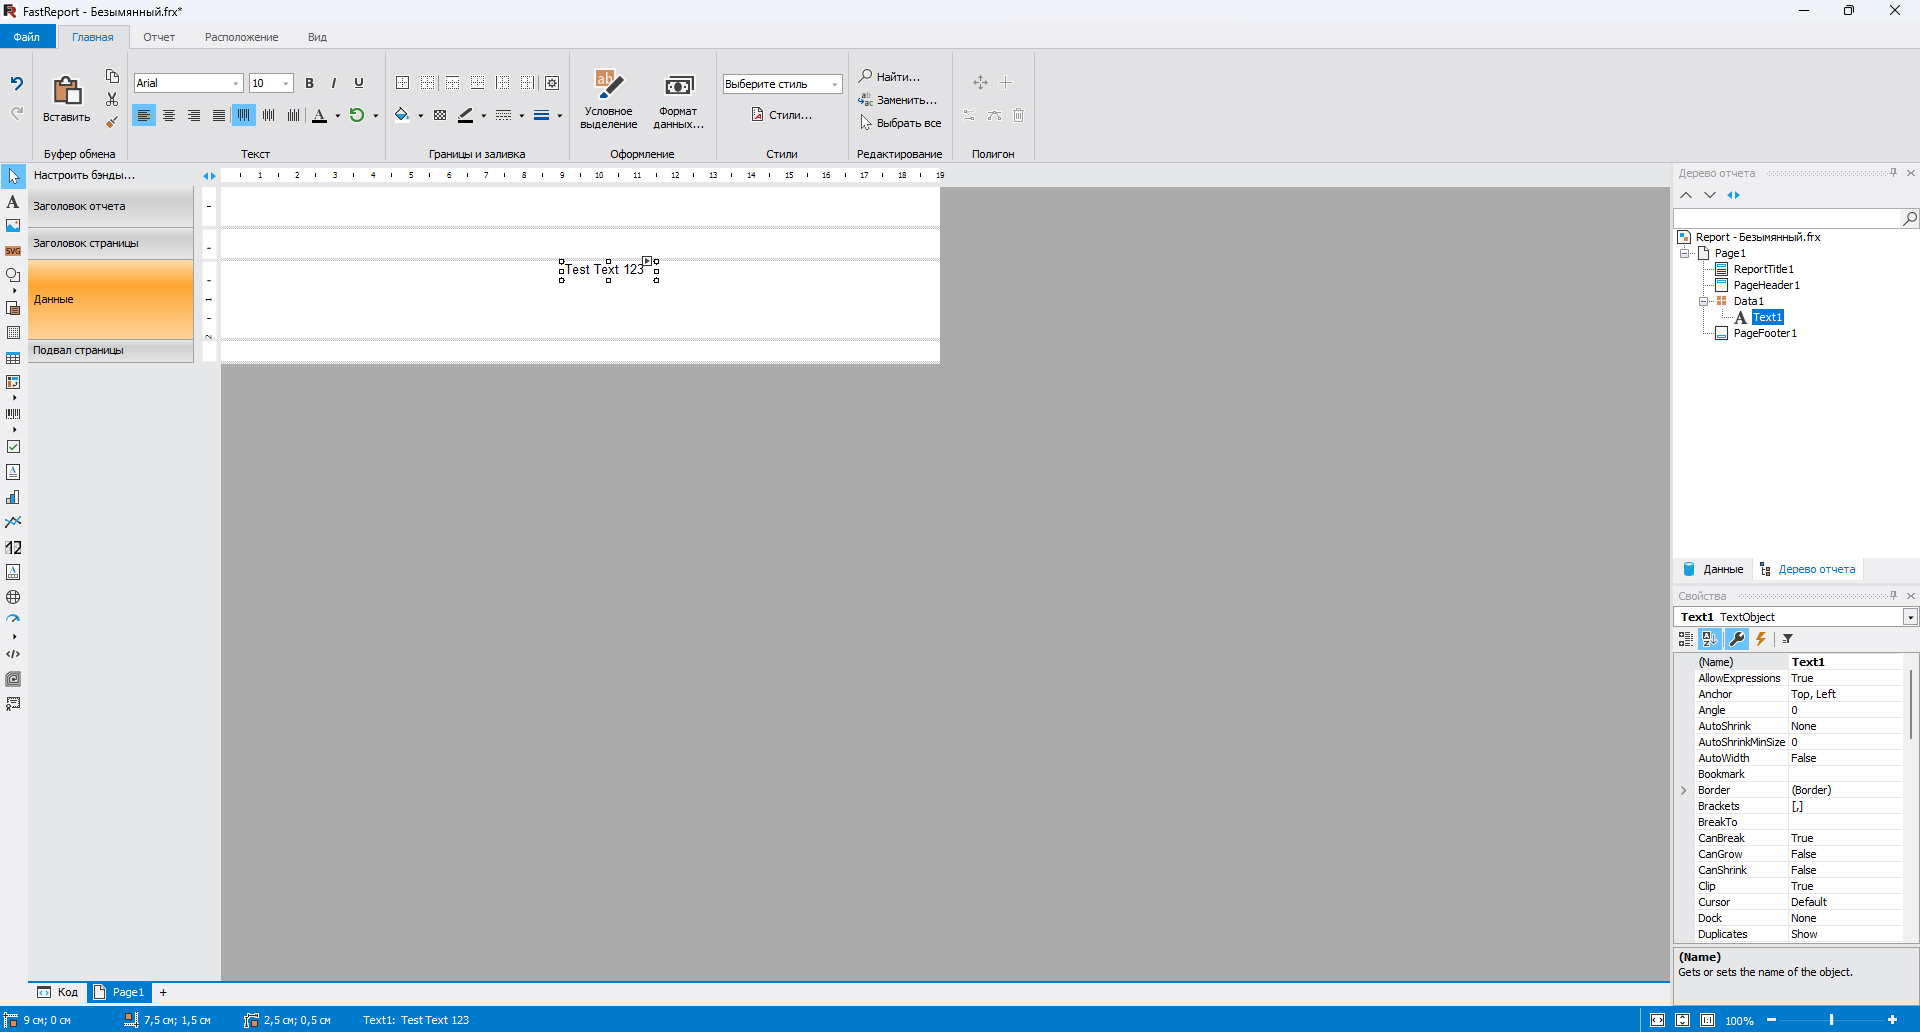 FastReport - Безымянный.frx*
Файл Главная Отчет Расположение Вид
Arial 10 B I U
Выберите стиль
Найти...
Заменить...
Выбрать все
Вставить
Условное выделение
Формат данных...
Стили...
Буфер обмена Текст Границы и заливка Оформление Стили Редактирование Полигон
Настроить бэнды...
1 2 3 4 5 6 7 8 9 10 11 12 13 14 15 16 17 18 19
Заголовок отчета
Заголовок страницы
Данные
Подвал страницы
1
2
Test Text 123
SVG
12
Дерево отчета
Report - Безымянный.frx
Page1
ReportTitle1
PageHeader1
Data1
Text1
PageFooter1
Данные Дерево отчета
Свойства
Text1 TextObject
(Name) Text1
AllowExpressions True
Anchor Top, Left
Angle 0
AutoShrink None
AutoShrinkMinSize 0
AutoWidth False
Bookmark
Border (Border)
Brackets [,]
BreakTo
CanBreak True
CanGrow False
CanShrink False
Clip True
Cursor Default
Dock None
Duplicates Show
(Name)
Gets or sets the name of the object.
Код Page1 +
9 см; 0 см 7,5 см; 1,5 см 2,5 см; 0,5 см Text1: Test Text 123 100%